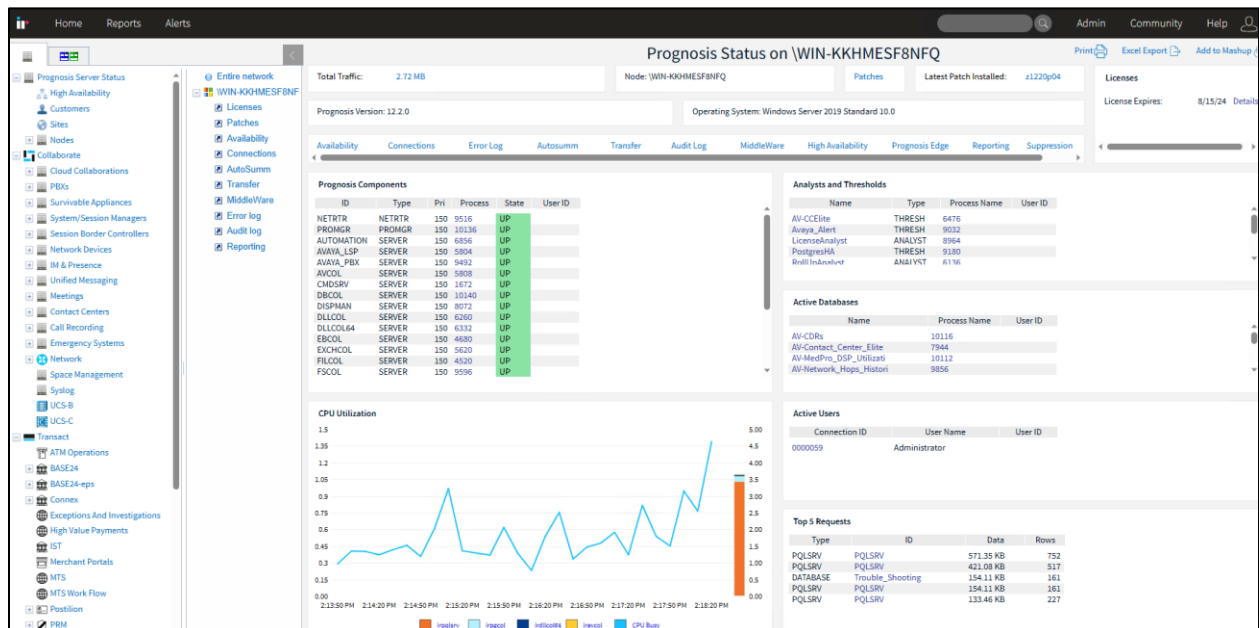 ir
Home Reports Alerts
Admin Community Help
Prognosis Status on \WIN-KKHMESF8NFQ
Print Excel Export Add to Mashup
Prognosis Server Status
High Availability
Customers
Sites
Nodes
Collaborate
Cloud Collaborations
PBXs
Survivable Appliances
System/Session Managers
Session Border Controllers
Network Devices
IM & Presence
Unified Messaging
Meetings
Contact Centers
Call Recording
Emergency Systems
Network
Space Management
Syslog
UCS-B
UCS-C
Transact
ATM Operations
BASE24
BASE24-eps
Connex
Exceptions And Investigations
High Value Payments
IST
Merchant Portals
MTS
MTS Work Flow
Postilion
PRM
Entire network
\WIN-KKHMESF8NF
Licenses
Patches
Availability
Connections
AutoSumm
Transfer
MiddleWare
Error log
Audit log
Reporting
Total Traffic: 2.72 MB
Node: \WIN-KKHMESF8NFQ
Patches
Latest Patch Installed: z1220p04
Prognosis Version: 12.2.0
Operating System: Windows Server 2019 Standard 10.0
Licenses
License Expires: 8/15/24 Details
Availability Connections Error Log Autosumm Transfer Audit Log MiddleWare High Availability Prognosis Edge Reporting Suppression
Prognosis Components
ID Type Pri Process State User ID
NETRTR NETRTR 150 9516 UP
PROMGR PROMGR 150 10136 UP
AUTOMATION SERVER 150 6856 UP
AVAYA_LSP SERVER 150 5804 UP
AVAYA_PBX SERVER 150 9492 UP
AVCOL SERVER 150 5808 UP
CMDSRV SERVER 150 1672 UP
DBCOL SERVER 150 10140 UP
DISPMAN SERVER 150 8072 UP
DLLCOL SERVER 150 6260 UP
DLLCOL64 SERVER 150 6332 UP
EBCOL SERVER 150 4680 UP
EXCHCOL SERVER 150 5620 UP
FILCOL SERVER 150 4520 UP
FSCOL SERVER 150 9596 UP
Analysts and Thresholds
Name Type Process Name User ID
AV-CCElite THRESH 6476
Avaya_Alert THRESH 9032
LicenseAnalyst ANALYST 8964
PostgresHA THRESH 9180
RollUpAnalyst ANALYST 6136
Active Databases
Name Process Name User ID
AV-CDRs 10116
AV-Contact_Center_Elite 7944
AV-MedPro_DSP_Utilizati 10112
AV-Network_Hops_Histori 9856
CPU Utilization
1.5 5.00
1.35 4.5
1.2 4.00
1.05 3.5
0.9 3.00
0.75 2.5
0.6 2.00
0.45 1.5
0.3 1.00
0.15 0.5
0.00 0.00
2:13:50 PM 2:14:20 PM 2:14:50 PM 2:15:20 PM 2:15:50 PM 2:16:20 PM 2:16:50 PM 2:17:20 PM 2:17:50 PM 2:18:20 PM
irpqlsrv irpqcol irdllcol64 iravcol CPU Busy
Active Users
Connection ID User Name User ID
0000059 Administrator
Top 5 Requests
Type ID Data Rows
PQLSRV PQLSRV 571.35 KB 752
PQLSRV PQLSRV 421.08 KB 517
DATABASE Trouble_Shooting 154.11 KB 161
PQLSRV PQLSRV 154.11 KB 161
PQLSRV PQLSRV 133.46 KB 227